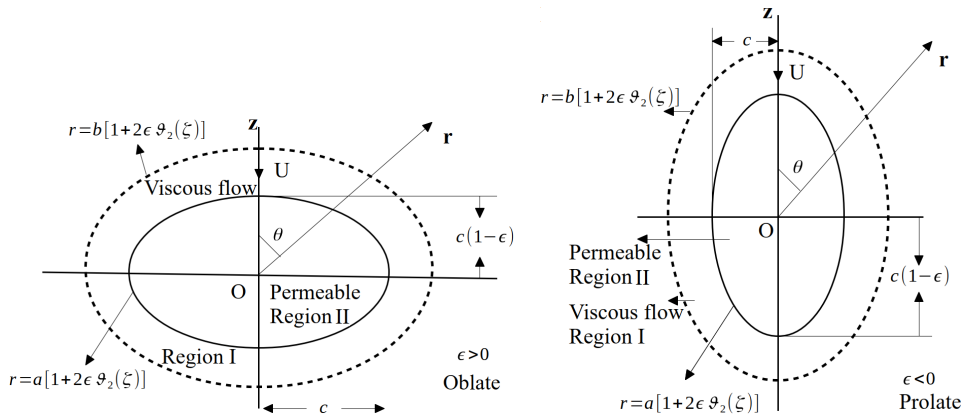 z
r=b[1+2ϵ ϑ₂(ζ)]
r
U
Viscous flow
θ
c(1−ϵ)
O
Permeable
Region II
Region I
r=a[1+2ϵ ϑ₂(ζ)]
ϵ>0
Oblate
c
z
c
r
U
r=b[1+2ϵ ϑ₂(ζ)]
θ
O
Permeable
Region II
c(1−ϵ)
Viscous flow
Region I
ϵ<0
r=a[1+2ϵ ϑ₂(ζ)]
Prolate